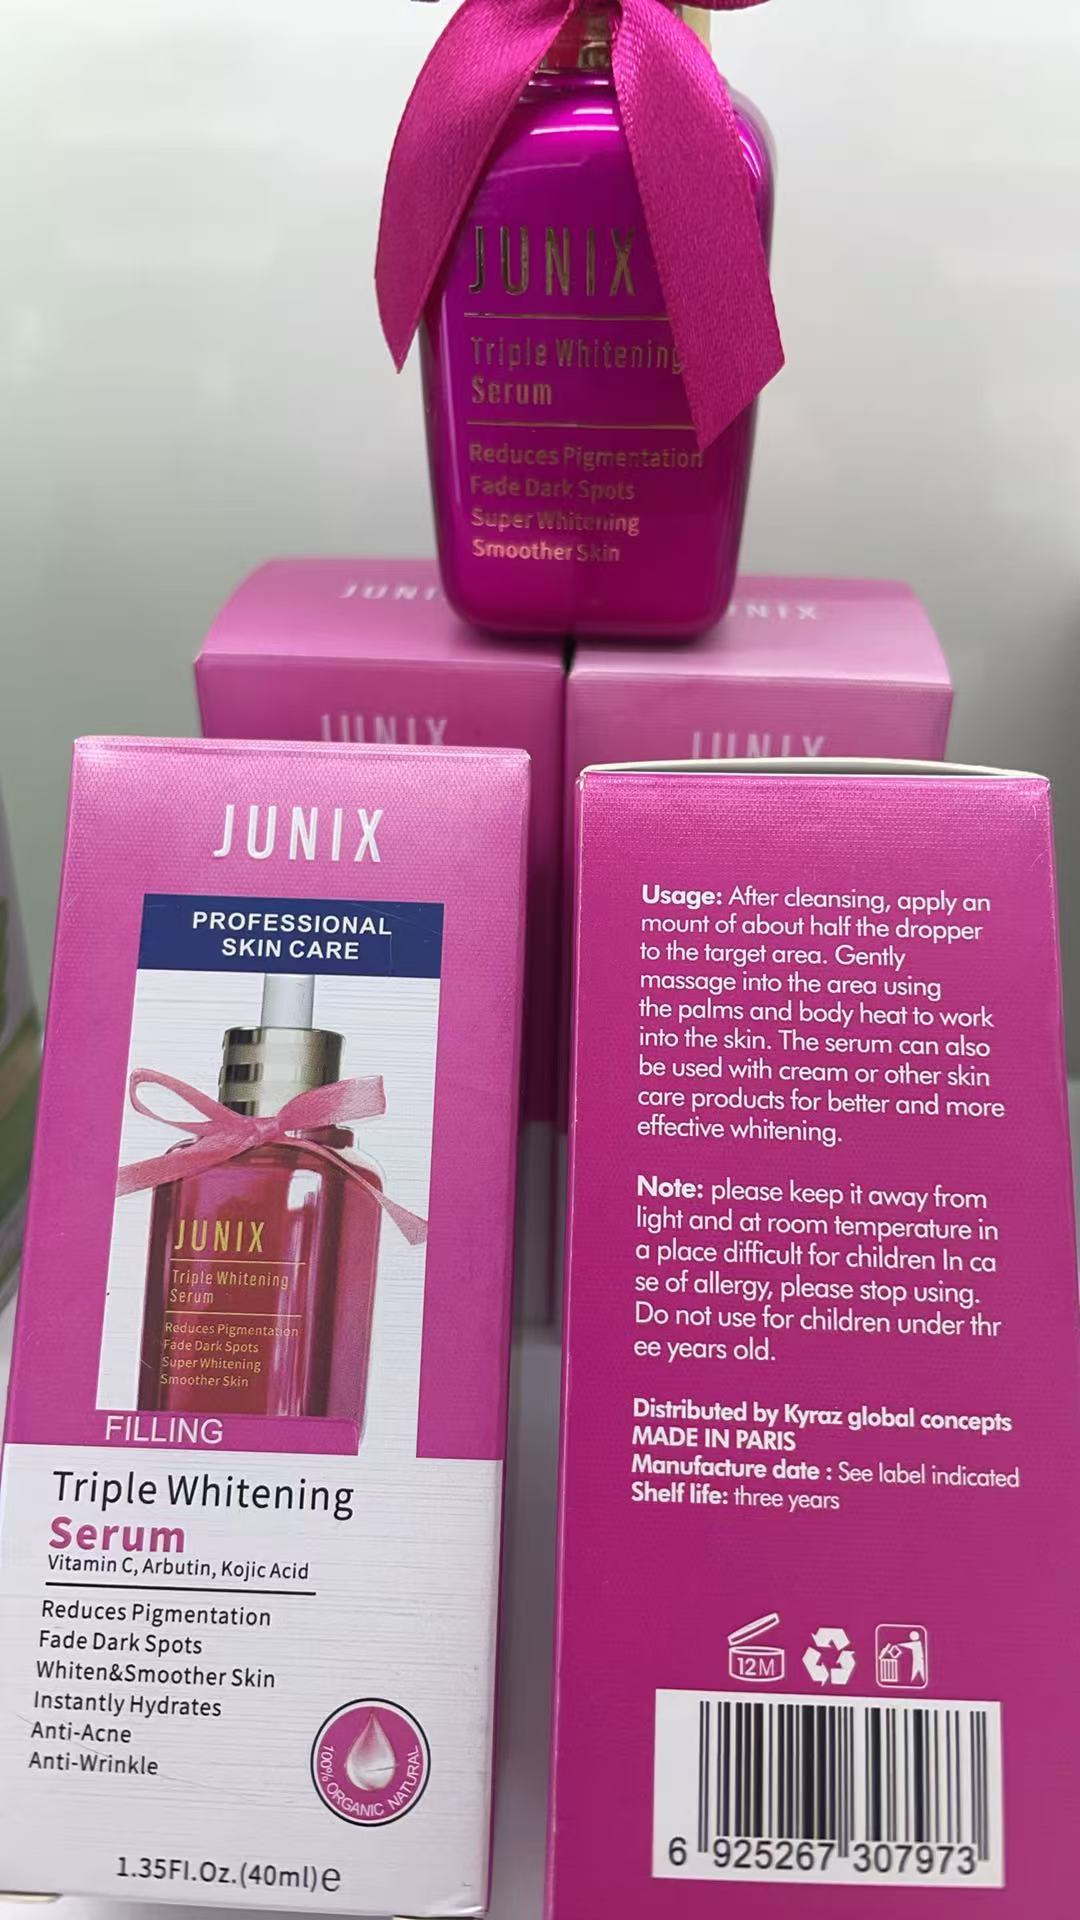 JUNIX
Triple Whitening
Serum
Reduces Pigmentation
Fade Dark Spots
Super Whitening
Smoother Skin
JUNI
UNIX
JUNIX
JUNIX
JUNIX
PROFESSIONAL
SKIN CARE
JUNIX
Triple Whitening
Serum
Reduces Pigmentation
Fade Dark Spots
Super Whitening
Smoother Skin
FILLING
Triple Whitening
Serum
Vitamin C, Arbutin, Kojic Acid
Reduces Pigmentation
Fade Dark Spots
Whiten&Smoother Skin
Instantly Hydrates
Anti-Acne
Anti-Wrinkle
100% ORGANIC NATURAL
1.35Fl.Oz.(40ml)e
Usage: After cleansing, apply an
mount of about half the dropper
to the target area. Gently
massage into the area using
the palms and body heat to work
into the skin. The serum can also
be used with cream or other skin
care products for better and more
effective whitening.
Note: please keep it away from
light and at room temperature in
a place difficult for children In ca
se of allergy, please stop using.
Do not use for children under thr
ee years old.
Distributed by Kyraz global concepts
MADE IN PARIS
Manufacture date : See label indicated
Shelf life: three years
12M
6 925267 307973